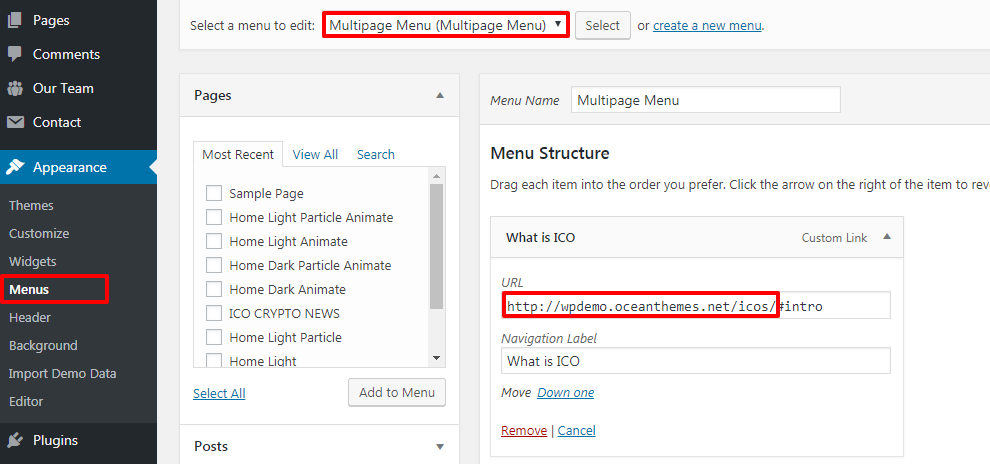 Pages
Comments
Our Team
Contact
Appearance
Themes
Customize
Widgets
Menus
Header
Background
Import Demo Data
Editor
Plugins
Select a menu to edit: Multipage Menu (Multipage Menu) Select or create a new menu.
Pages
Most Recent View All Search
Sample Page
Home Light Particle Animate
Home Light Animate
Home Dark Particle Animate
Home Dark Animate
ICO CRYPTO NEWS
Home Light Particle
Home Light
Select All Add to Menu
Posts
Menu Name Multipage Menu
Menu Structure
Drag each item into the order you prefer. Click the arrow on the right of the item to reve
What is ICO Custom Link
URL
http://wpdemo.oceanthemes.net/icos/#intro
Navigation Label
What is ICO
Move Down one
Remove | Cancel